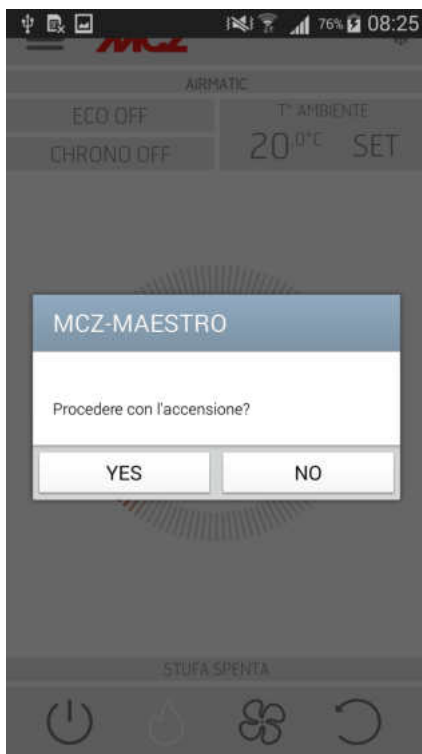 76% 08:25
MCZ
AIRMATIC
ECO OFF
T° AMBIENTE
CHRONO OFF
20.0°C SET
MCZ-MAESTRO
Procedere con l'accensione?
YES NO
STUFA SPENTA